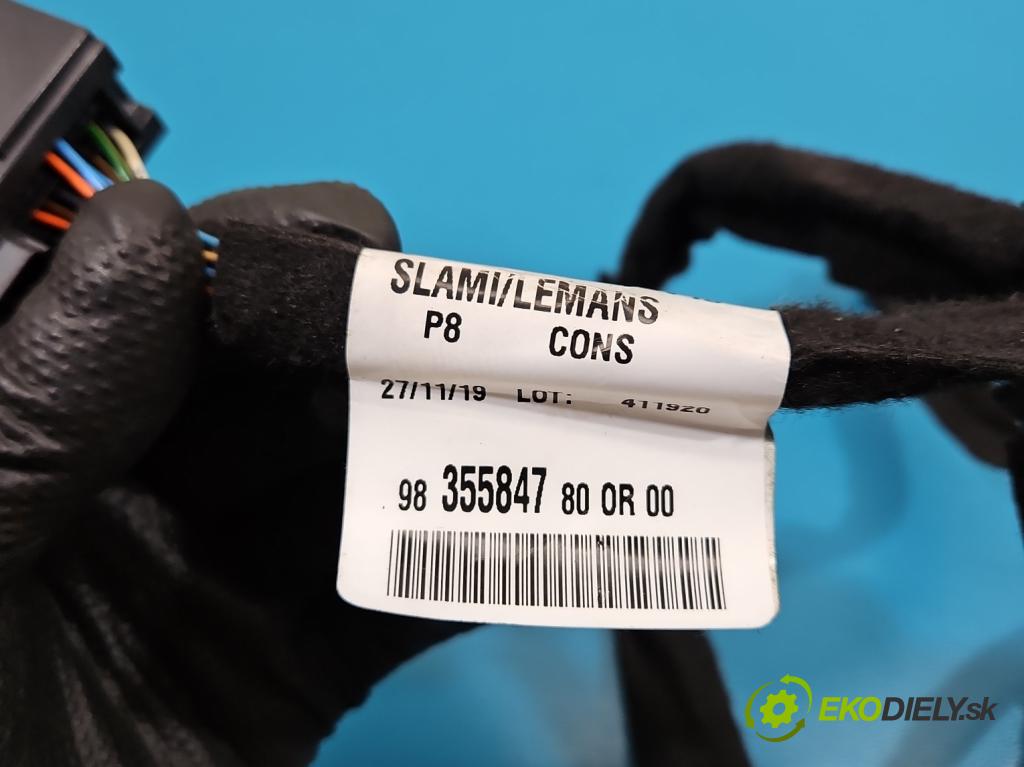 SLAMI/LEMANS
P8 CONS
27/11/19 LOT: 411920
98 355847 80 0R 00
EKODIELY.sk